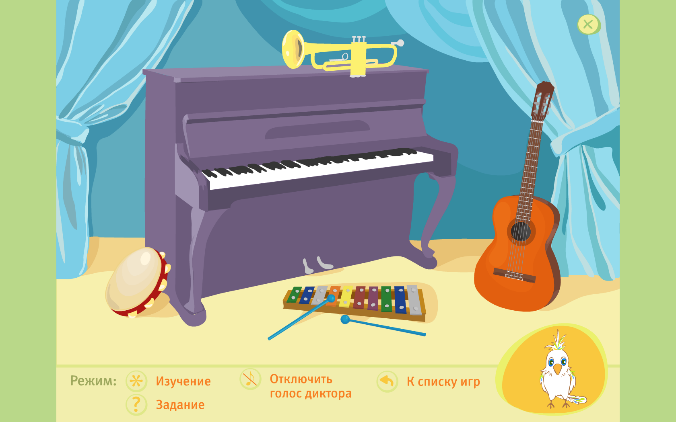 Режим:
Изучение
? Задание
Отключить
голос диктора
К списку игр